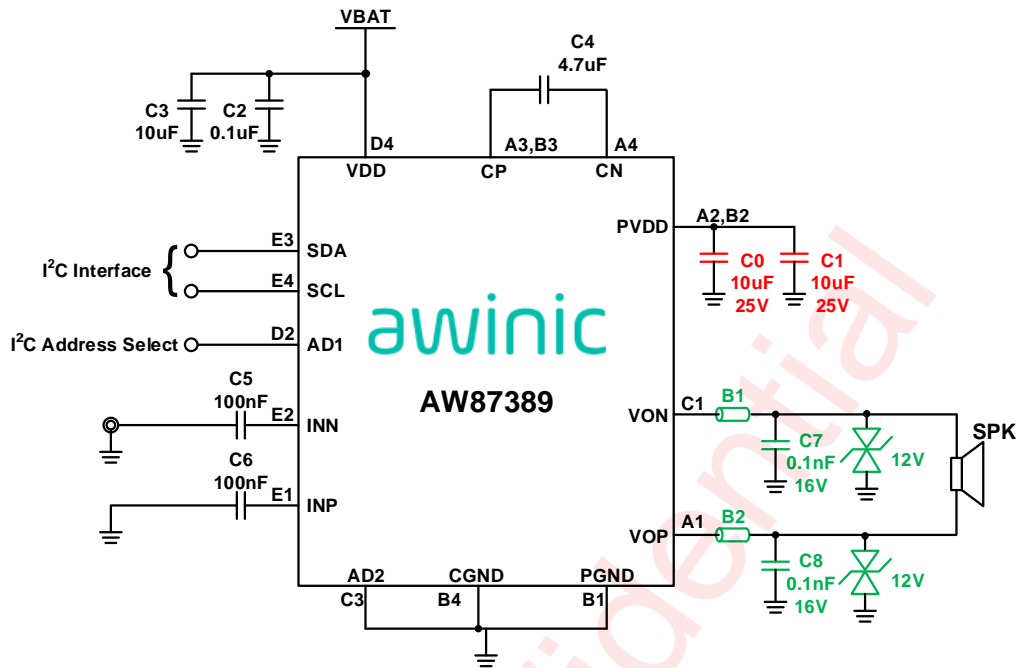 VBAT
C4
4.7uF
C3
10uF
C2
0.1uF
D4
VDD
A3,B3
CP
A4
CN
PVDD
A2,B2
C0
10uF
25V
C1
10uF
25V
I²C Interface
{
E3
SDA
E4
SCL
I²C Address Select
D2
AD1
awinic
AW87389
C5
100nF
E2
INN
C6
100nF
E1
INP
VON
C1
B1
C7
0.1nF
16V
12V
SPK
VOP
A1
B2
C8
0.1nF
16V
12V
AD2
C3
CGND
B4
PGND
B1